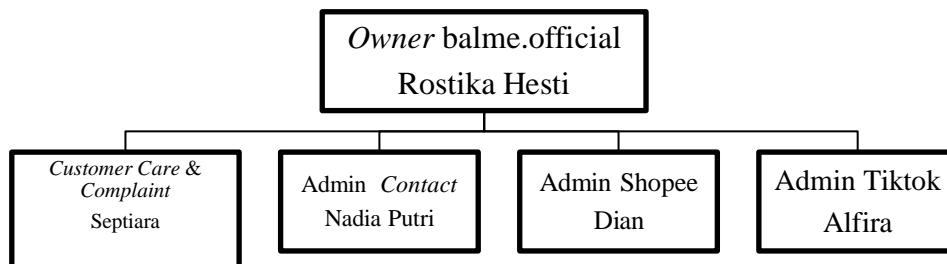 Owner balme.official
Rostika Hesti
Customer Care &
Complaint
Septiara
Admin Contact
Nadia Putri
Admin Shopee
Dian
Admin Tiktok
Alfira